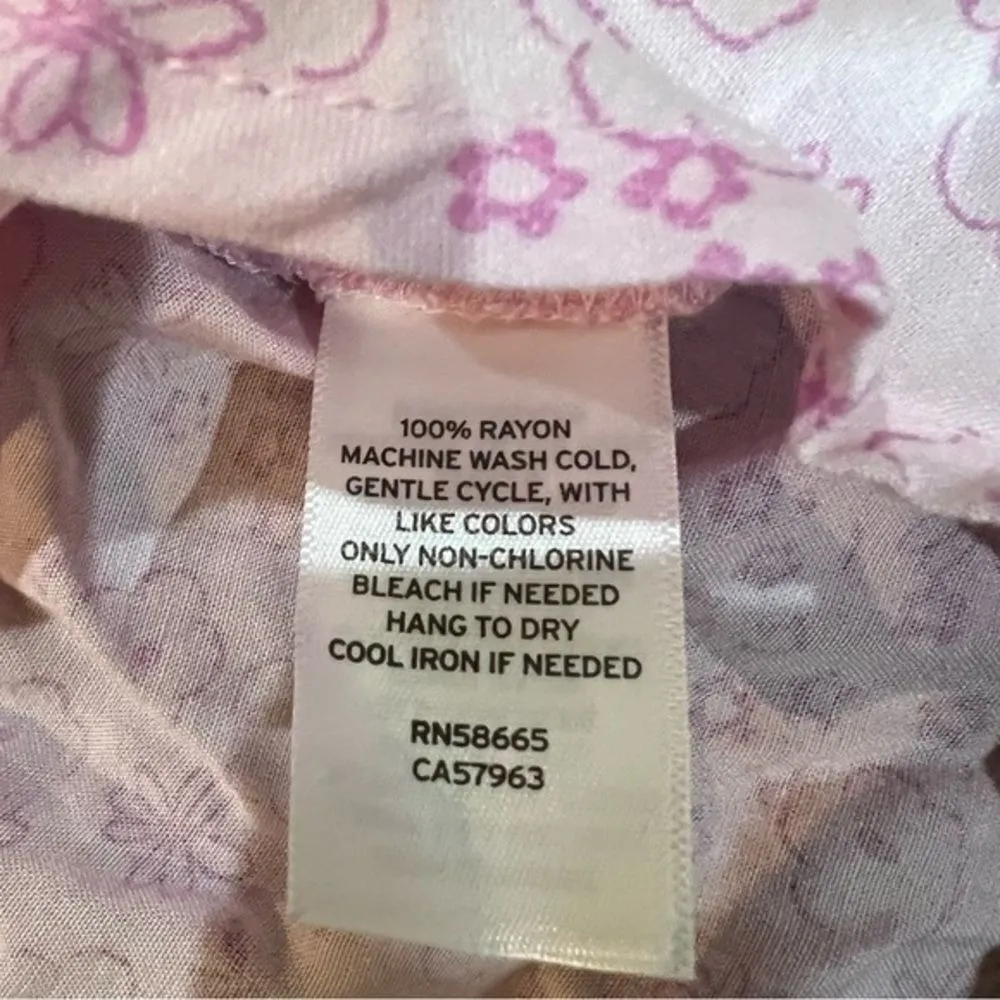 100% RAYON
MACHINE WASH COLD,
GENTLE CYCLE, WITH
LIKE COLORS
ONLY NON-CHLORINE
BLEACH IF NEEDED
HANG TO DRY
COOL IRON IF NEEDED
RN58665
CA57963